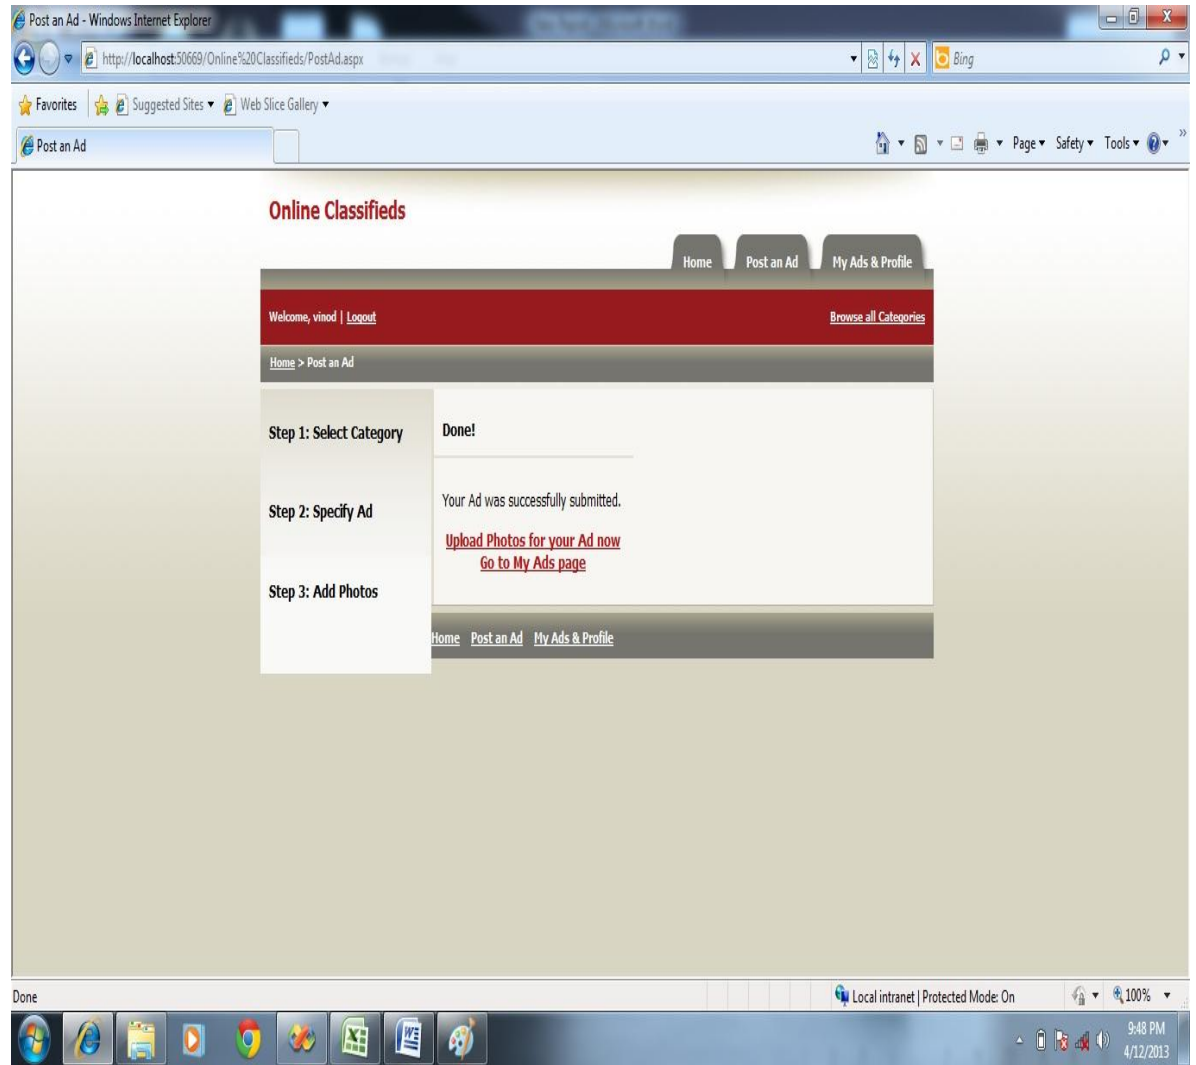 Post an Ad - Windows Internet Explorer
http://localhost:50669/Online%20Classifieds/PostAd.aspx
Bing
Favorites Suggested Sites Web Slice Gallery
Post an Ad
Page Safety Tools
Online Classifieds
Home Post an Ad My Ads & Profile
Welcome, vinod | Logout Browse all Categories
Home > Post an Ad
Step 1: Select Category
Done!
Step 2: Specify Ad
Your Ad was successfully submitted.
Upload Photos for your Ad now
Go to My Ads page
Step 3: Add Photos
Home Post an Ad My Ads & Profile
Done
Local intranet | Protected Mode: On
100%
9:48 PM
4/12/2013